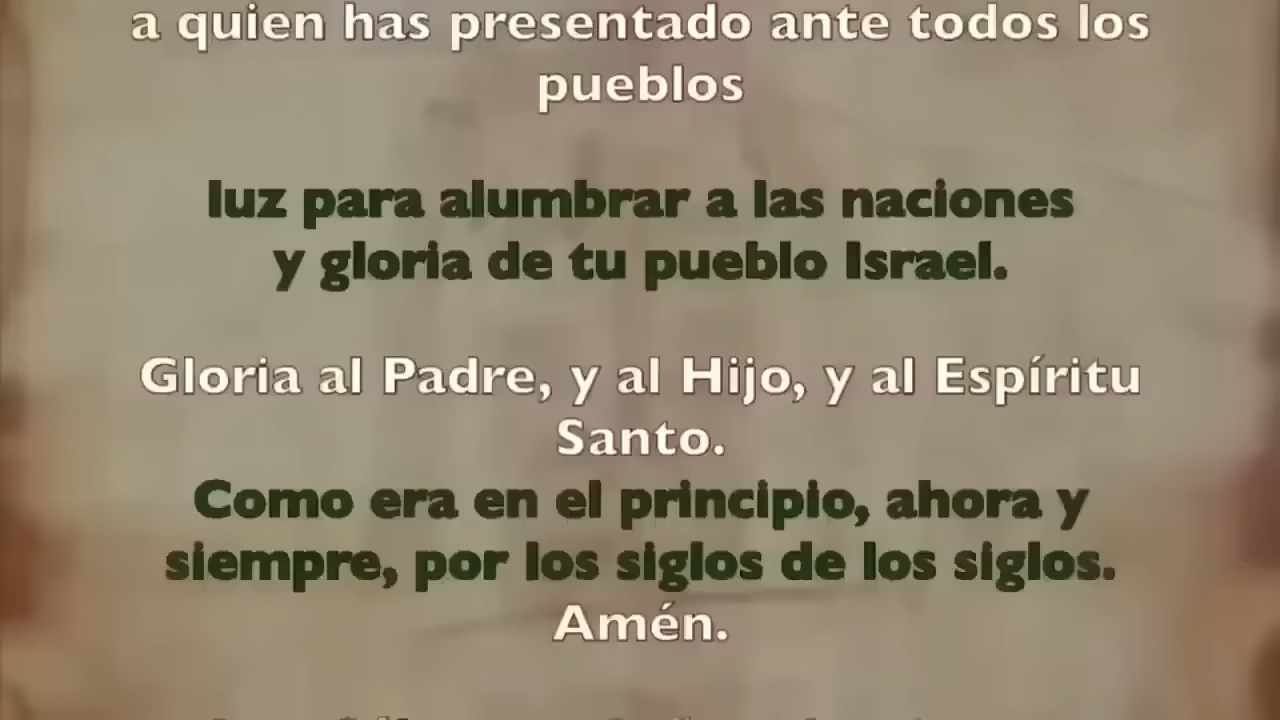 a quien has presentado ante todos los
pueblos
luz para alumbrar a las naciones
y gloria de tu pueblo Israel.
Gloria al Padre, y al Hijo, y al Espíritu
Santo.
Como era en el principio, ahora y
siempre, por los siglos de los siglos.
Amén.